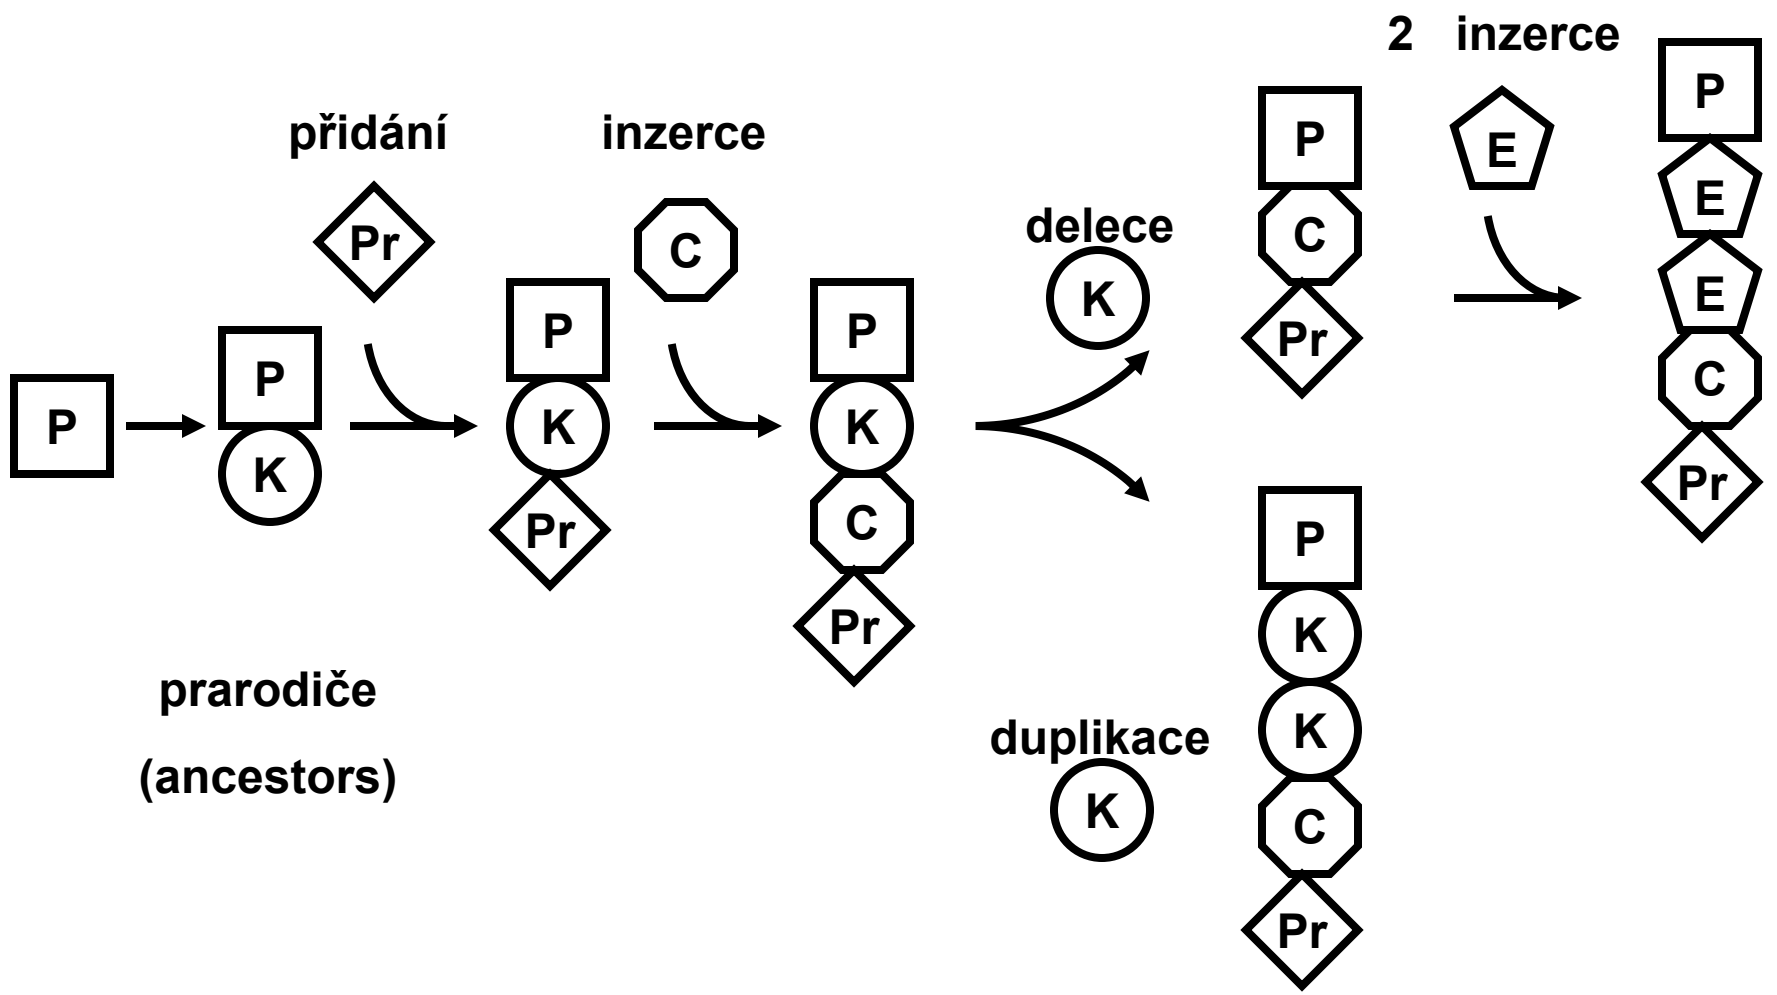 2 inzerce
přidání
inzerce
delece
Pr
C
K
E
P
P
K
P
K
Pr
P
K
C
Pr
P
C
Pr
P
E
E
C
Pr
prarodiče
(ancestors)
duplikace
K
P
K
K
C
Pr